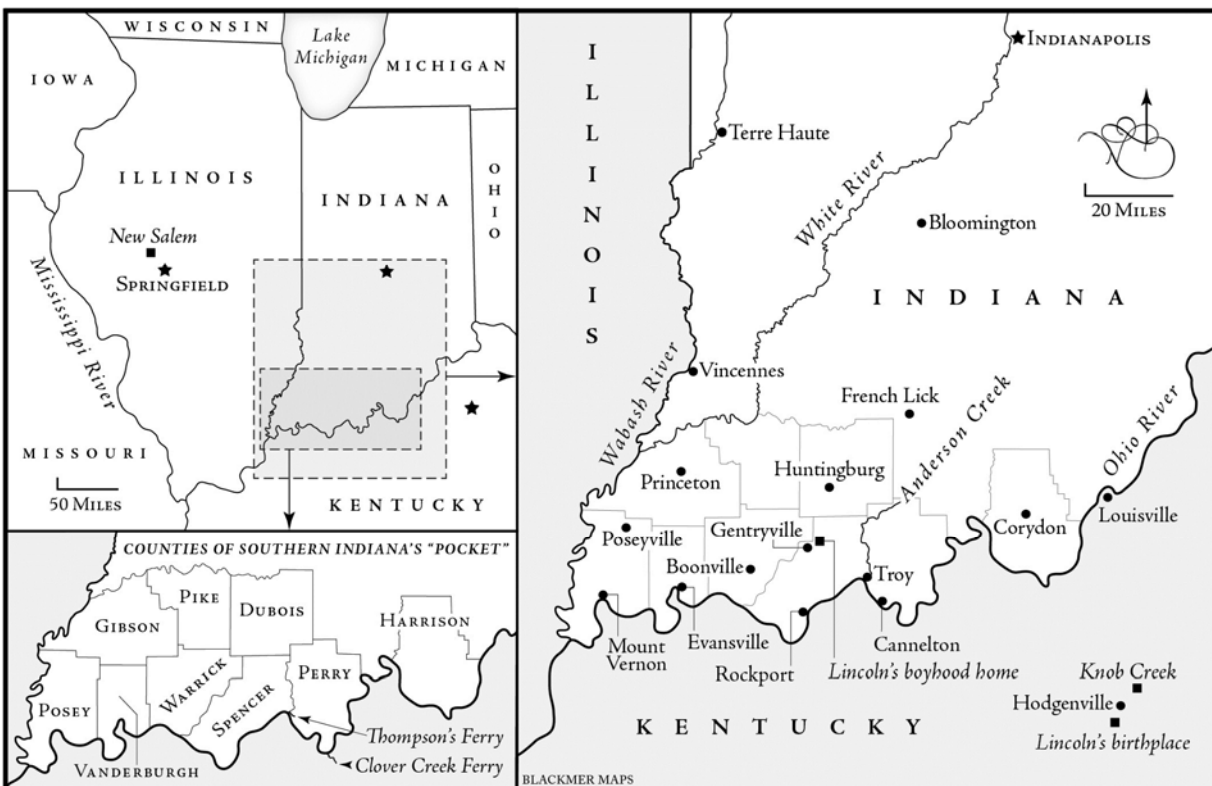 WISCONSIN
Lake
Michigan
MICHIGAN
IOWA
ILLINOIS
INDIANA
OHIO
New Salem
SPRINGFIELD
Mississippi River
MISSOURI
50 MILES
KENTUCKY
COUNTIES OF SOUTHERN INDIANA'S "POCKET"
PIKE
DUBOIS
GIBSON
HARRISON
WARRICK
SPENCER
PERRY
POSEY
Thompson's Ferry
VANDERBURGH
Clover Creek Ferry
ILLINOIS
INDIANAPOLIS
Terre Haute
White River
20 MILES
Bloomington
INDIANA
Wabash River
Vincennes
French Lick
Anderson Creek
Ohio River
Princeton
Huntingburg
Corydon
Louisville
Poseyville
Gentryville
Boonville
Troy
Mount
Vernon
Evansville
Rockport
Cannelton
Lincoln's boyhood home
Knob Creek
Hodgenville
Lincoln's birthplace
KENTUCKY
BLACKMER MAPS